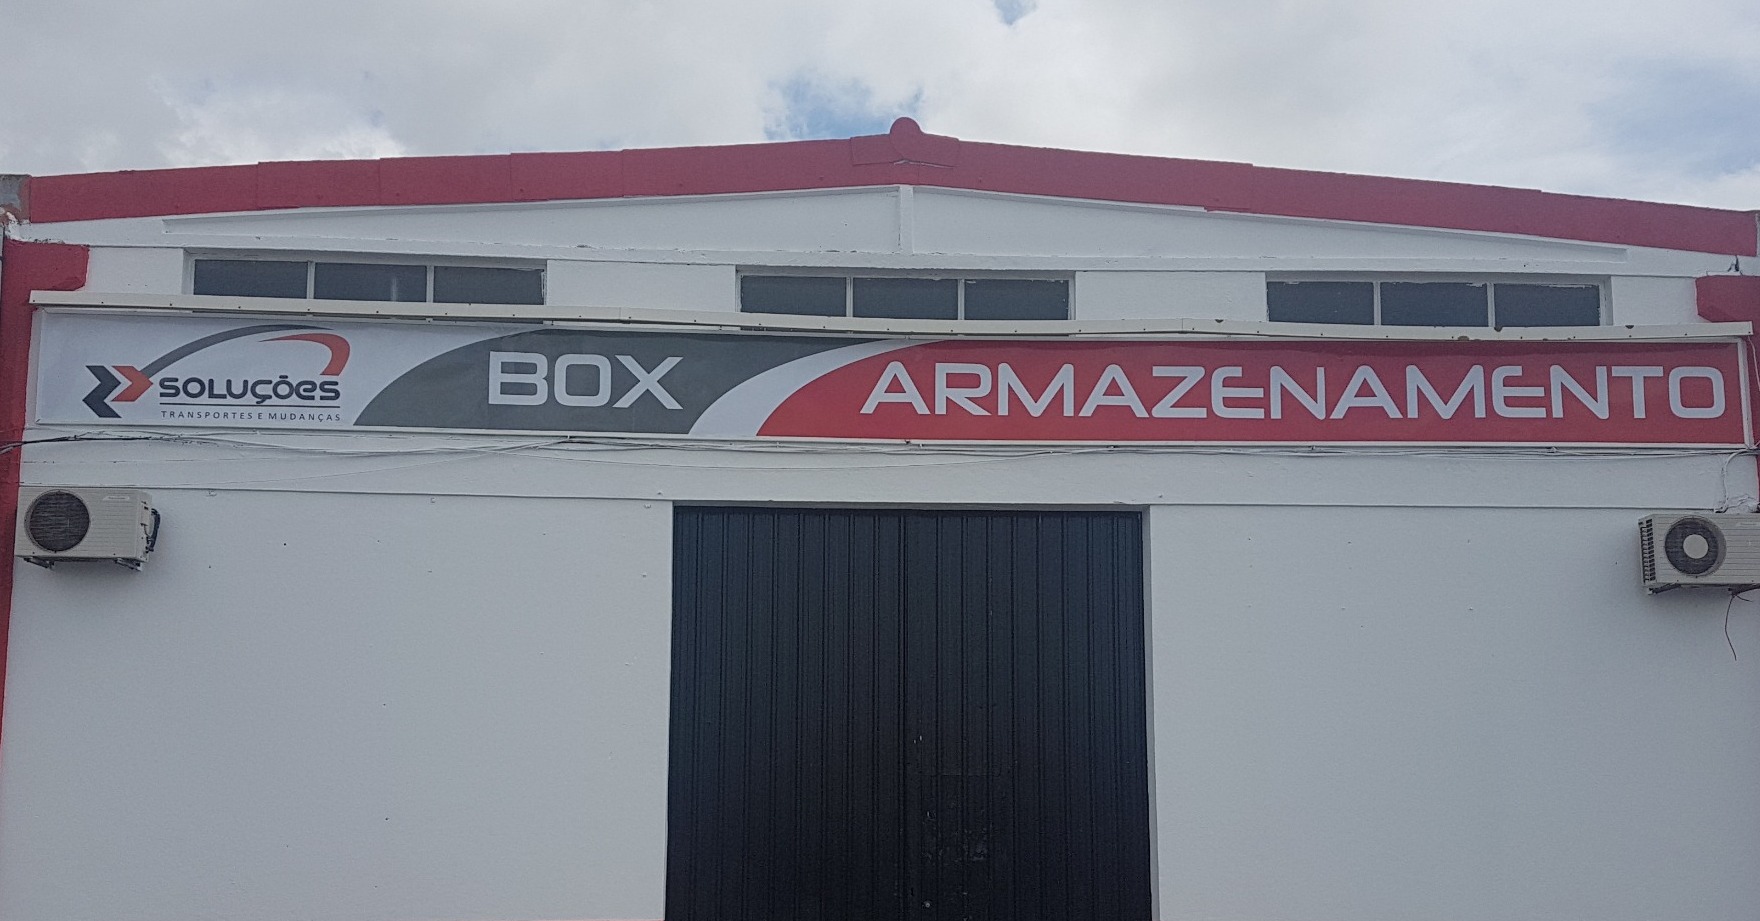 SOLUÇÕES
TRANSPORTES E MUDANÇAS
BOX
ARMAZENAMENTO